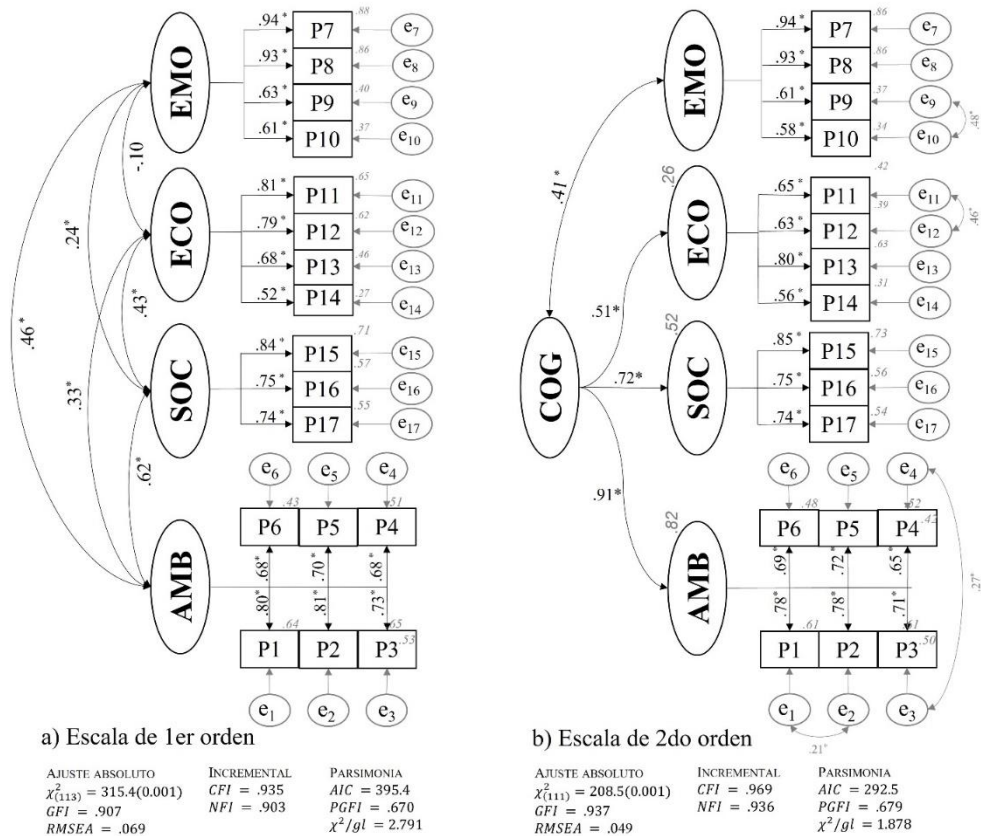 EMO
ECO
SOC
AMB
-.10
.24*
.43*
.46*
.33*
.62*
.94* P7 .88 e7
.93* P8 .86 e8
.63* P9 .40 e9
.61* P10 .37 e10
.81* P11 .65 e11
.79* P12 .62 e12
.68* P13 .46 e13
.52* P14 .27 e14
.84* P15 .71 e15
.75* P16 .57 e16
.74* P17 .55 e17
e6 e5 e4
.43 .51
P6 P5 P4
.68* .70* .68*
.80* .81* .73*
.64 .65
P1 P2 P3 .53
e1 e2 e3
a) Escala de 1er orden
AJUSTE ABSOLUTO
χ²(113) = 315.4(0.001)
GFI = .907
RMSEA = .069
INCREMENTAL
CFI = .935
NFI = .903
PARSIMONIA
AIC = 395.4
PGFI = .670
χ²/gl = 2.791
COG
EMO
ECO
SOC
AMB
.41*
.51*
.72*
.91*
.26
.52
.82
.94* P7 .86 e7
.93* P8 .86 e8
.61* P9 .37 e9
.58* P10 .34 e10
.48*
.65* P11 .42 e11
.63* P12 .39 e12
.80* P13 .63 e13
.56* P14 .31 e14
.46*
.85* P15 .73 e15
.75* P16 .56 e16
.74* P17 .54 e17
e6 e5 e4
.48 .52
P6 P5 P4 .42
.69* .72* .65*
.78* .78* .71*
.61
P1 P2 P3 .50
e1 e2 e3
.21*
.27*
b) Escala de 2do orden
AJUSTE ABSOLUTO
χ²(111) = 208.5(0.001)
GFI = .937
RMSEA = .049
INCREMENTAL
CFI = .969
NFI = .936
PARSIMONIA
AIC = 292.5
PGFI = .679
χ²/gl = 1.878